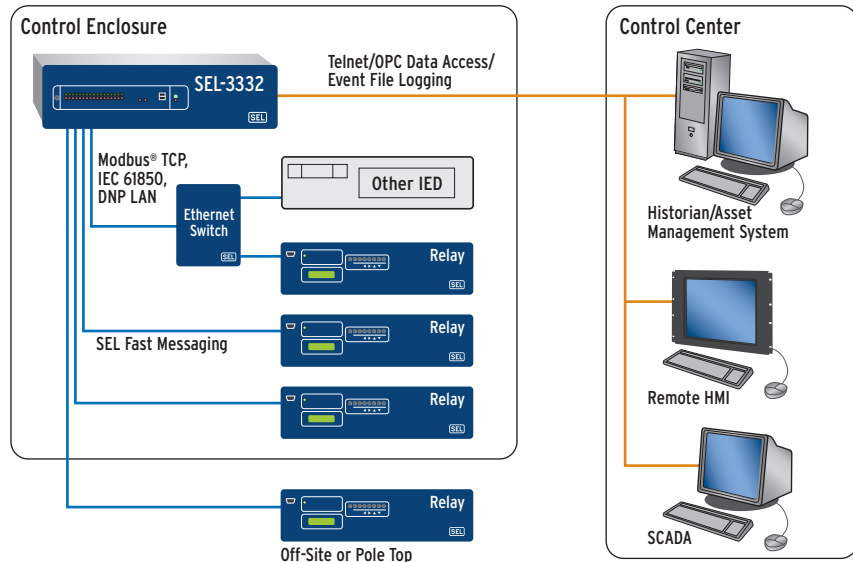 Control Enclosure
SEL-3332
SEL
Telnet/OPC Data Access/
Event File Logging
Modbus® TCP,
IEC 61850,
DNP LAN
Ethernet
Switch
SEL
Other IED
Relay
SEL
SEL Fast Messaging
Relay
SEL
Relay
SEL
Relay
SEL
Off-Site or Pole Top
Control Center
Historian/Asset
Management System
Remote HMI
SCADA